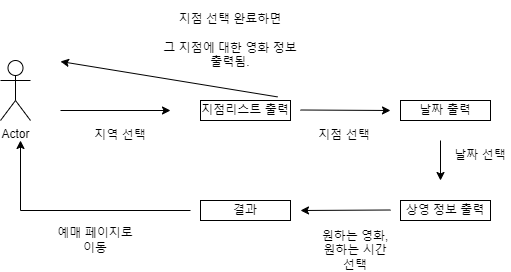 지점 선택 완료하면
그 지점에 대한 영화 정보
출력됨.
Actor
지역 선택
지점리스트 출력
지점 선택
날짜 출력
날짜 선택
상영 정보 출력
원하는 영화,
원하는 시간
선택
결과
예매 페이지로
이동